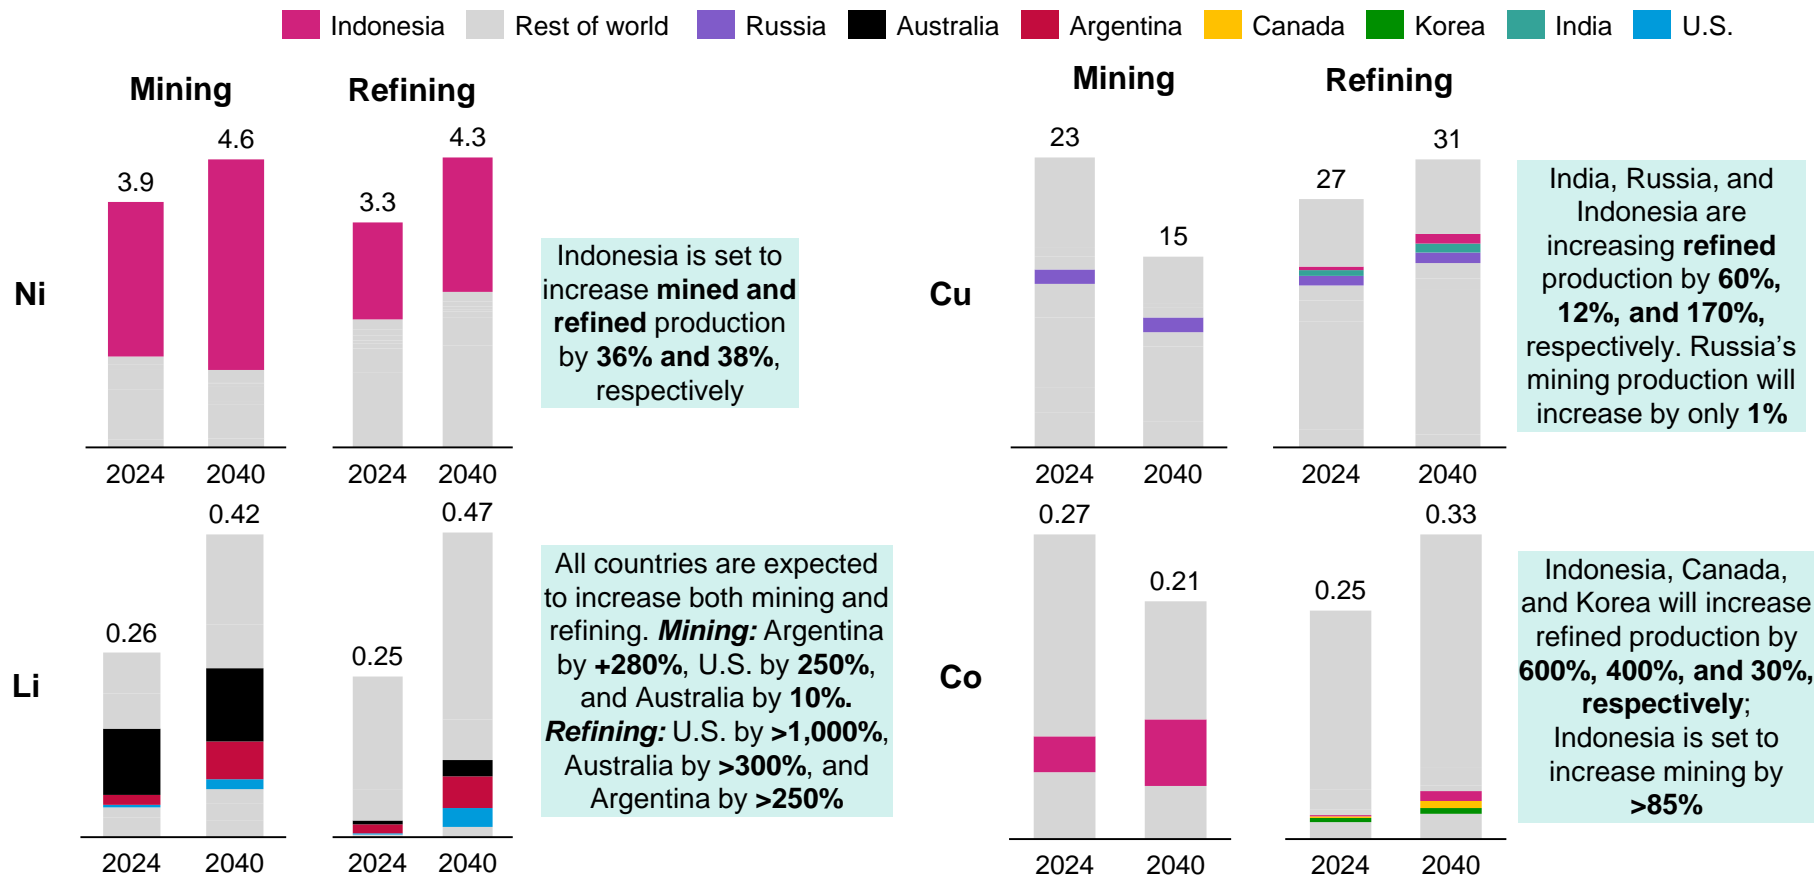 Indonesia Rest of world Russia Australia Argentina Canada Korea India U.S.
Mining Refining
Ni
3.9
4.6
3.3
4.3
2024 2040 2024 2040
Indonesia is set to
increase mined and
refined production
by 36% and 38%,
respectively
Mining Refining
Cu
23
15
27
31
2024 2040 2024 2040
India, Russia, and
Indonesia are
increasing refined
production by 60%,
12%, and 170%,
respectively. Russia’s
mining production will
increase by only 1%
Li
0.26
0.42
0.25
0.47
2024 2040 2024 2040
All countries are expected
to increase both mining and
refining. Mining: Argentina
by +280%, U.S. by 250%,
and Australia by 10%.
Refining: U.S. by >1,000%,
Australia by >300%, and
Argentina by >250%
Co
0.27
0.21
0.25
0.33
2024 2040 2024 2040
Indonesia, Canada,
and Korea will increase
refined production by
600%, 400%, and 30%,
respectively;
Indonesia is set to
increase mining by
>85%